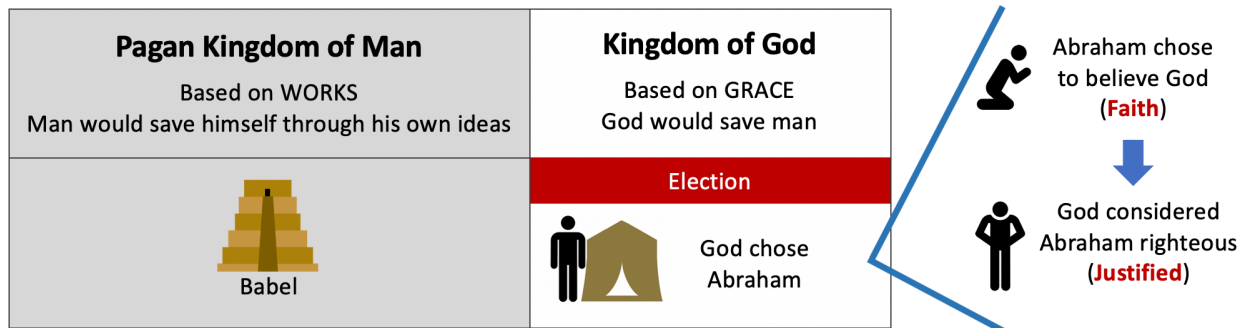 Pagan Kingdom of Man
Based on WORKS
Man would save himself through his own ideas
Kingdom of God
Based on GRACE
God would save man
Babel
Election
God chose
Abraham
Abraham chose
to believe God
(Faith)
God considered
Abraham righteous
(Justified)